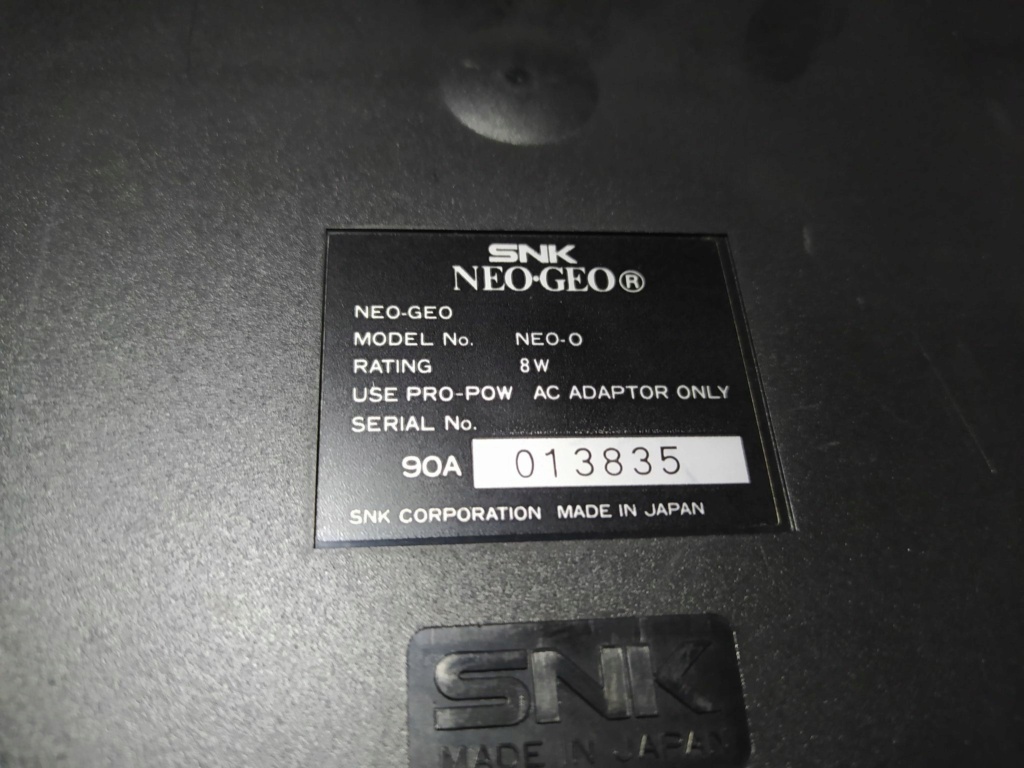 SNK
NEO·GEO®
NEO-GEO
MODEL No. NEO-O
RATING 8W
USE PRO-POW AC ADAPTOR ONLY
SERIAL No.
90A 013835
SNK CORPORATION MADE IN JAPAN
SNK
MADE IN JAPAN